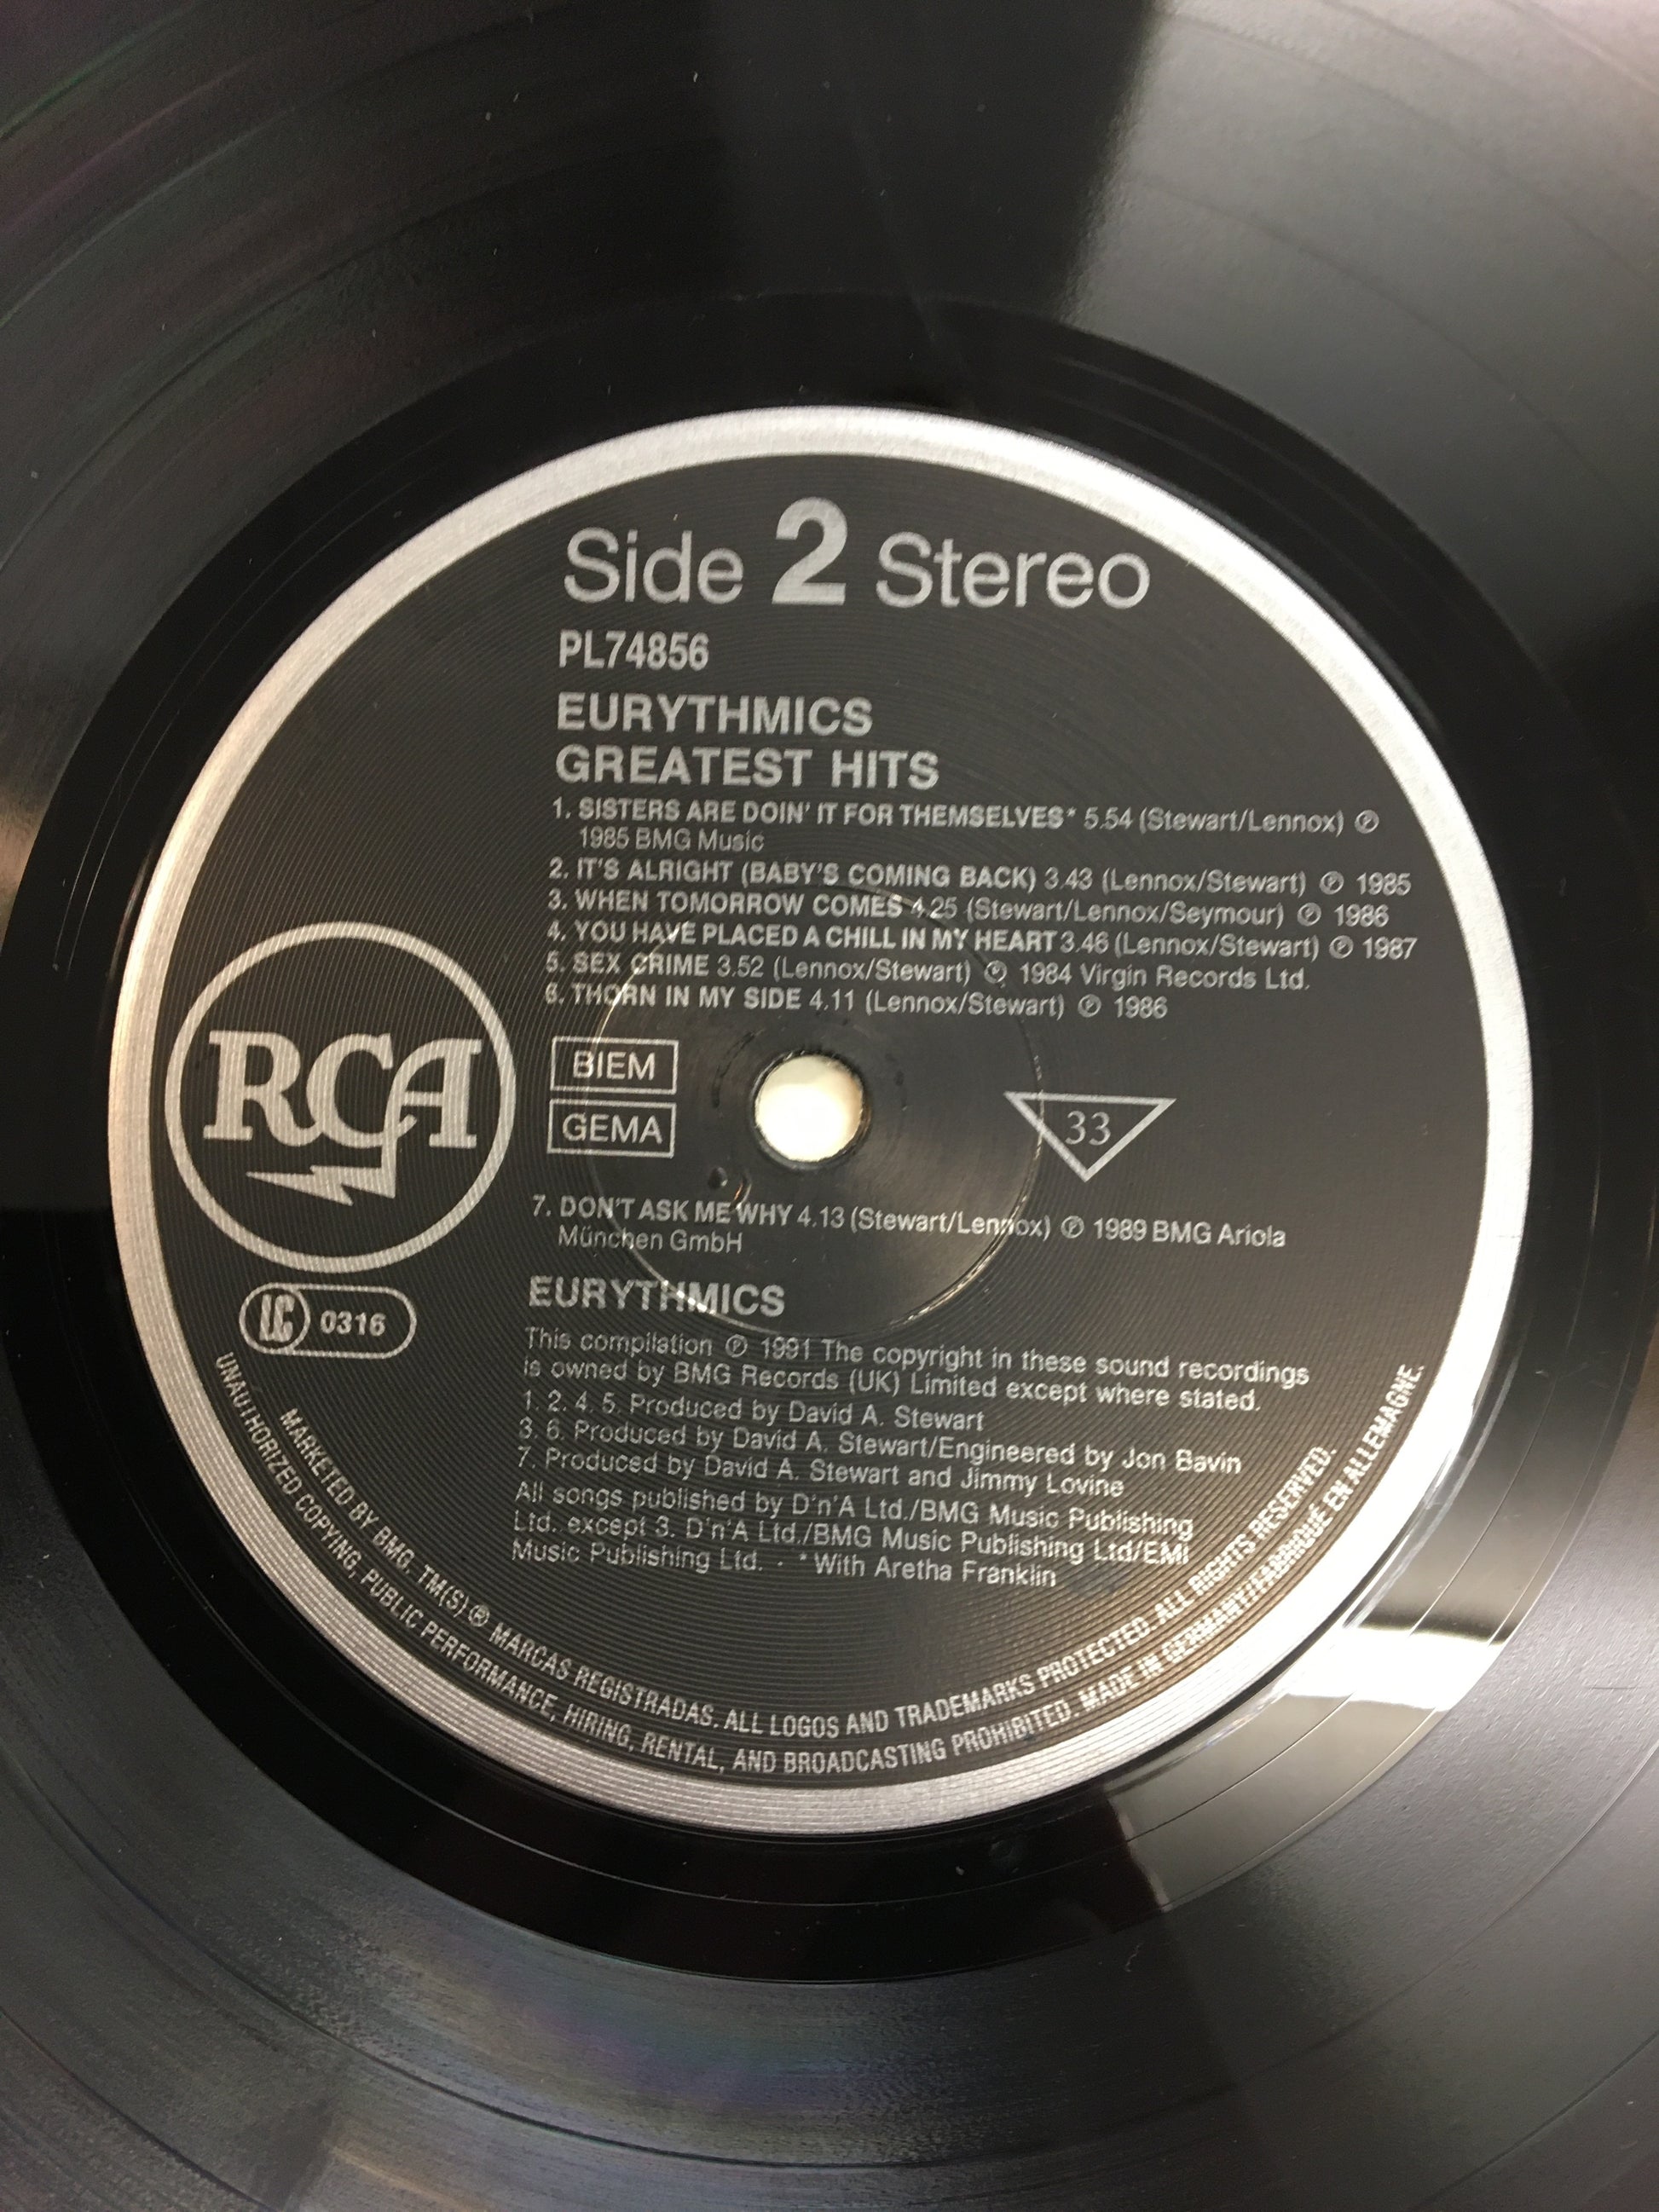 Side 2 Stereo
PL74856
EURYTHMICS
GREATEST HITS
1. SISTERS ARE DOIN' IT FOR THEMSELVES* 5.54 (Stewart/Lennox) ℗
1985 BMG Music
2. IT'S ALRIGHT (BABY'S COMING BACK) 3.43 (Lennox/Stewart) ℗ 1985
3. WHEN TOMORROW COMES 4.25 (Stewart/Lennox/Seymour) ℗ 1986
4. YOU HAVE PLACED A CHILL IN MY HEART 3.46 (Lennox/Stewart) ℗ 1987
5. SEX CRIME 3.52 (Lennox/Stewart) ℗ 1984 Virgin Records Ltd.
6. THORN IN MY SIDE 4.11 (Lennox/Stewart) ℗ 1986
RCA
BIEM
GEMA
33
7. DON'T ASK ME WHY 4.13 (Stewart/Lennox) ℗ 1989 BMG Ariola
München GmbH
LC 0316
EURYTHMICS
This compilation ℗ 1991 The copyright in these sound recordings
is owned by BMG Records (UK) Limited except where stated.
1. 2. 4. 5. Produced by David A. Stewart
3. 6. Produced by David A. Stewart/Engineered by Jon Bavin
7. Produced by David A. Stewart and Jimmy Lovine
All songs published by D'n'A Ltd./BMG Music Publishing
Ltd. except 3. D'n'A Ltd./BMG Music Publishing Ltd/EMI
Music Publishing Ltd. · * With Aretha Franklin
MARKETED BY BMG. TM(S) ® MARCAS REGISTRADAS. ALL LOGOS AND TRADEMARKS PROTECTED. ALL RIGHTS RESERVED.
UNAUTHORIZED COPYING, PUBLIC PERFORMANCE, HIRING, RENTAL, AND BROADCASTING PROHIBITED. MADE IN GERMANY/FABRIQUÉ EN ALLEMAGNE.